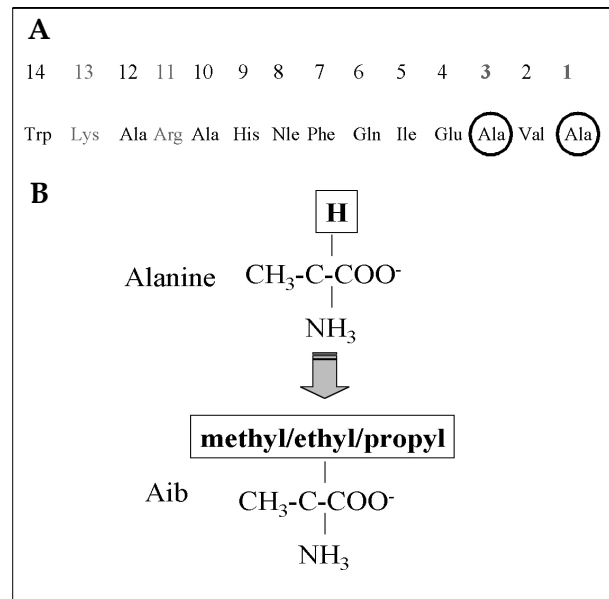 A
14 13 12 11 10 9 8 7 6 5 4 3 2 1
Trp Lys Ala Arg Ala His Nle Phe Gln Ile Glu Ala Val Ala
B
H
Alanine CH₃-C-COO⁻
NH₃
methyl/ethyl/propyl
Aib CH₃-C-COO⁻
NH₃